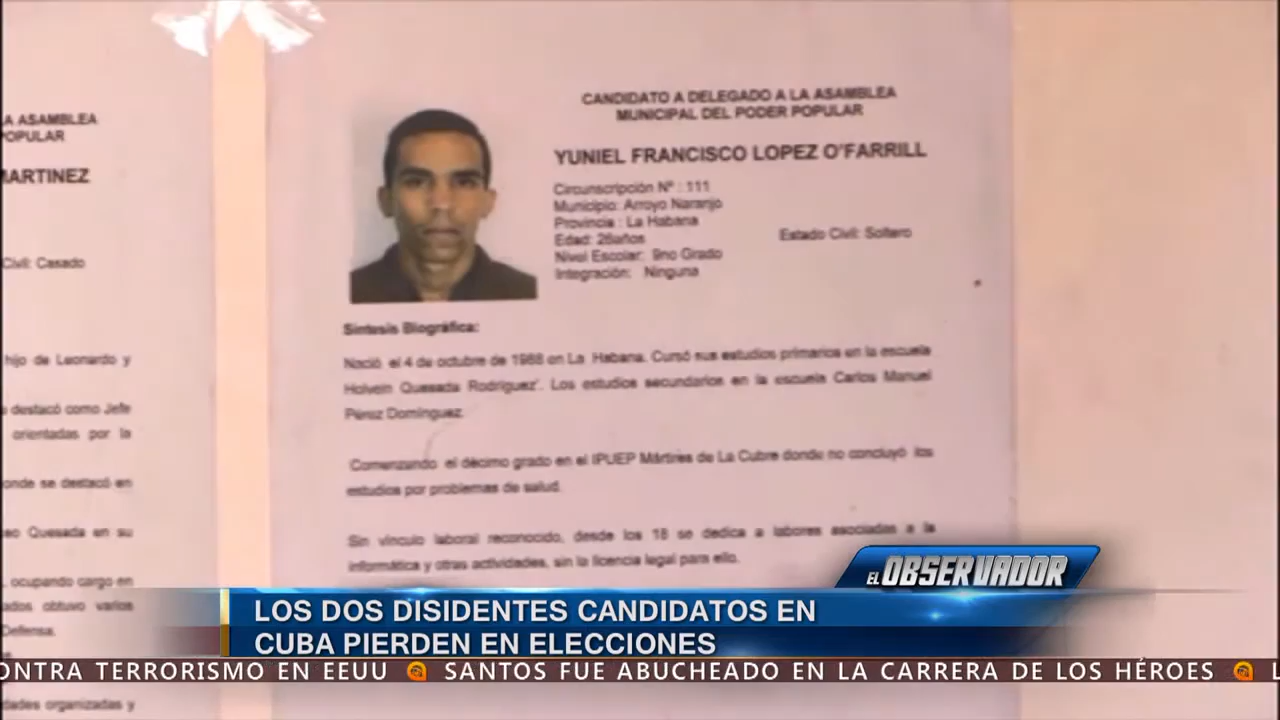 A ASAMBLEA
OPULAR
MARTINEZ
Civil: Casado
hijo de Leonardo y
destacó como Jefe
orientadas por la
onde se destacó en
Quesada en su
ocupando cargo en
ados obtuvo varios
Defensa.
dades organizadas y
CANDIDATO A DELEGADO A LA ASAMBLEA
MUNICIPAL DEL PODER POPULAR
YUNIEL FRANCISCO LOPEZ O'FARRILL
Circunscripción Nº : 111
Municipio: Arroyo Naranjo
Provincia : La Habana
Edad: 26años
Estado Civil: Soltero
Nivel Escolar: 9no Grado
Integración: Ninguna
Síntesis Biográfica:
Nació el 4 de octubre de 1988 en La Habana. Cursó sus estudios primarios en la escuela
Holvein Quesada Rodríguez'. Los estudios secundarios en la escuela Carlos Manuel
Pérez Domínguez.
Comenzando el décimo grado en el IPUEP Mártires de La Cubre donde no concluyó los
estudios por problemas de salud.
Sin vínculo laboral reconocido, desde los 18 se dedica a labores asociadas a la
informática y otras actividades, sin la licencia legal para ello.
EL OBSERVADOR
LOS DOS DISIDENTES CANDIDATOS EN
CUBA PIERDEN EN ELECCIONES
ONTRA TERRORISMO EN EEUU SANTOS FUE ABUCHEADO EN LA CARRERA DE LOS HÉROES L